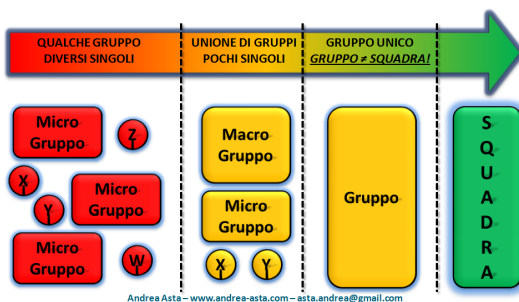 QUALCHE GRUPPO
DIVERSI SINGOLI
UNIONE DI GRUPPI
POCHI SINGOLI
GRUPPO UNICO
GRUPPO ≠ SQUADRA!
Micro
Gruppo
Z
X
Y
Micro
Gruppo
Micro
Gruppo
W
Macro
Gruppo
Micro
Gruppo
X
Y
Gruppo
S
Q
U
A
D
R
A
Andrea Asta – www.andrea-asta.com – asta.andrea@gmail.com